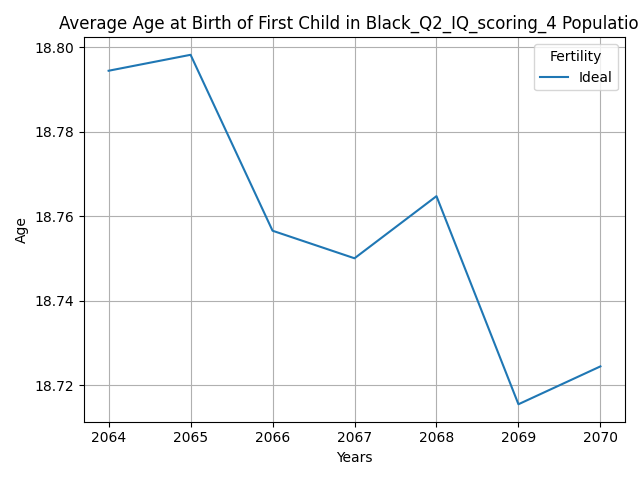 Average Age at Birth of First Child in Black_Q2_IQ_scoring_4 Populatio
Fertility
Ideal
18.80
18.78
18.76
18.74
18.72
Age
2064 2065 2066 2067 2068 2069 2070
Years